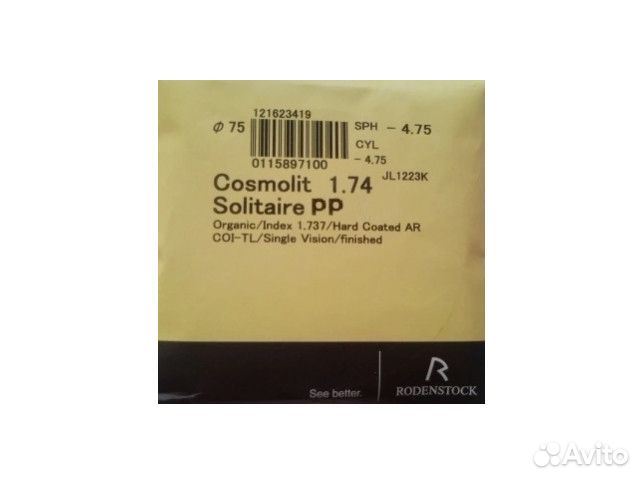 121623419
Ø 75
SPH - 4.75
CYL
- 4.75
0115897100
JL1223K
Cosmolit 1.74
Solitaire PP
Organic/Index 1.737/Hard Coated AR
COI-TL/Single Vision/finished
See better.
R
RODENSTOCK
Avito